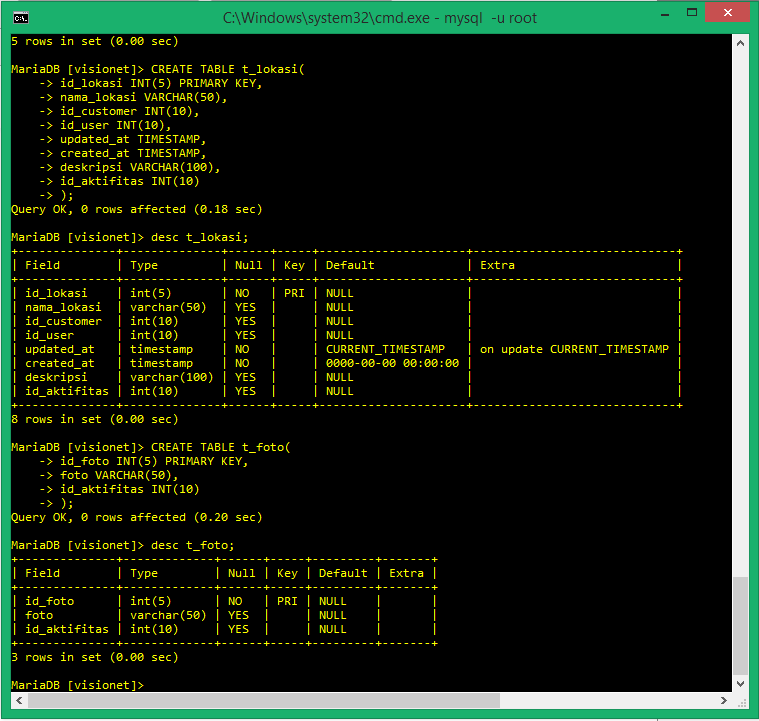 C:\Windows\system32\cmd.exe - mysql  -u root
5 rows in set (0.00 sec)
MariaDB [visionet]> CREATE TABLE t_lokasi(
    -> id_lokasi INT(5) PRIMARY KEY,
    -> nama_lokasi VARCHAR(50),
    -> id_customer INT(10),
    -> id_user INT(10),
    -> updated_at TIMESTAMP,
    -> created_at TIMESTAMP,
    -> deskripsi VARCHAR(100),
    -> id_aktifitas INT(10)
    -> );
Query OK, 0 rows affected (0.18 sec)
MariaDB [visionet]> desc t_lokasi;
+--------------+--------------+------+-----+---------------------+-----------------------------+
| Field        | Type         | Null | Key | Default             | Extra                       |
+--------------+--------------+------+-----+---------------------+-----------------------------+
| id_lokasi    | int(5)       | NO   | PRI | NULL                |                             |
| nama_lokasi  | varchar(50)  | YES  |     | NULL                |                             |
| id_customer  | int(10)      | YES  |     | NULL                |                             |
| id_user      | int(10)      | YES  |     | NULL                |                             |
| updated_at   | timestamp    | NO   |     | CURRENT_TIMESTAMP   | on update CURRENT_TIMESTAMP |
| created_at   | timestamp    | NO   |     | 0000-00-00 00:00:00 |                             |
| deskripsi    | varchar(100) | YES  |     | NULL                |                             |
| id_aktifitas | int(10)      | YES  |     | NULL                |                             |
+--------------+--------------+------+-----+---------------------+-----------------------------+
8 rows in set (0.00 sec)
MariaDB [visionet]> CREATE TABLE t_foto(
    -> id_foto INT(5) PRIMARY KEY,
    -> foto VARCHAR(50),
    -> id_aktifitas INT(10)
    -> );
Query OK, 0 rows affected (0.20 sec)
MariaDB [visionet]> desc t_foto;
+--------------+-------------+------+-----+---------+-------+
| Field        | Type        | Null | Key | Default | Extra |
+--------------+-------------+------+-----+---------+-------+
| id_foto      | int(5)      | NO   | PRI | NULL    |       |
| foto         | varchar(50) | YES  |     | NULL    |       |
| id_aktifitas | int(10)     | YES  |     | NULL    |       |
+--------------+-------------+------+-----+---------+-------+
3 rows in set (0.00 sec)
MariaDB [visionet]>